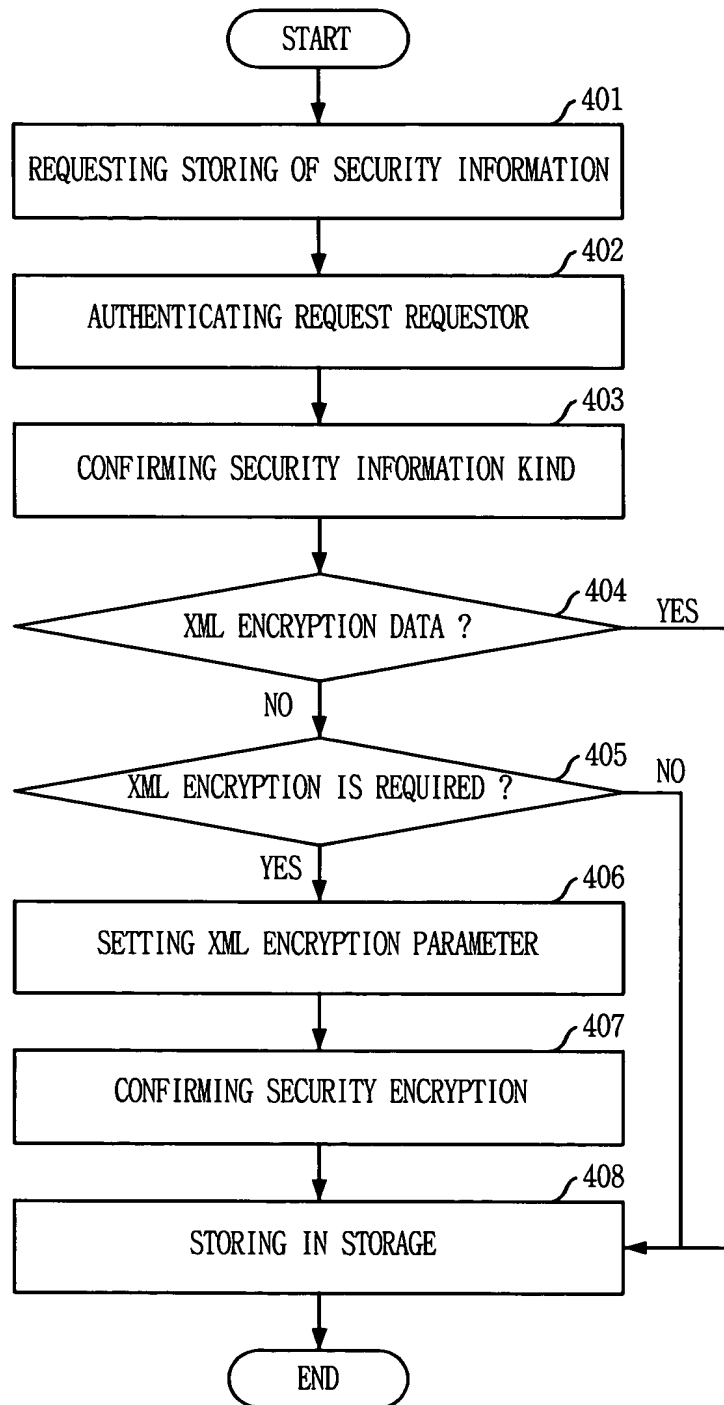 START
401
REQUESTING STORING OF SECURITY INFORMATION
402
AUTHENTICATING REQUEST REQUESTOR
403
CONFIRMING SECURITY INFORMATION KIND
404
XML ENCRYPTION DATA ?
YES
NO
405
XML ENCRYPTION IS REQUIRED ?
NO
YES
406
SETTING XML ENCRYPTION PARAMETER
407
CONFIRMING SECURITY ENCRYPTION
408
STORING IN STORAGE
END